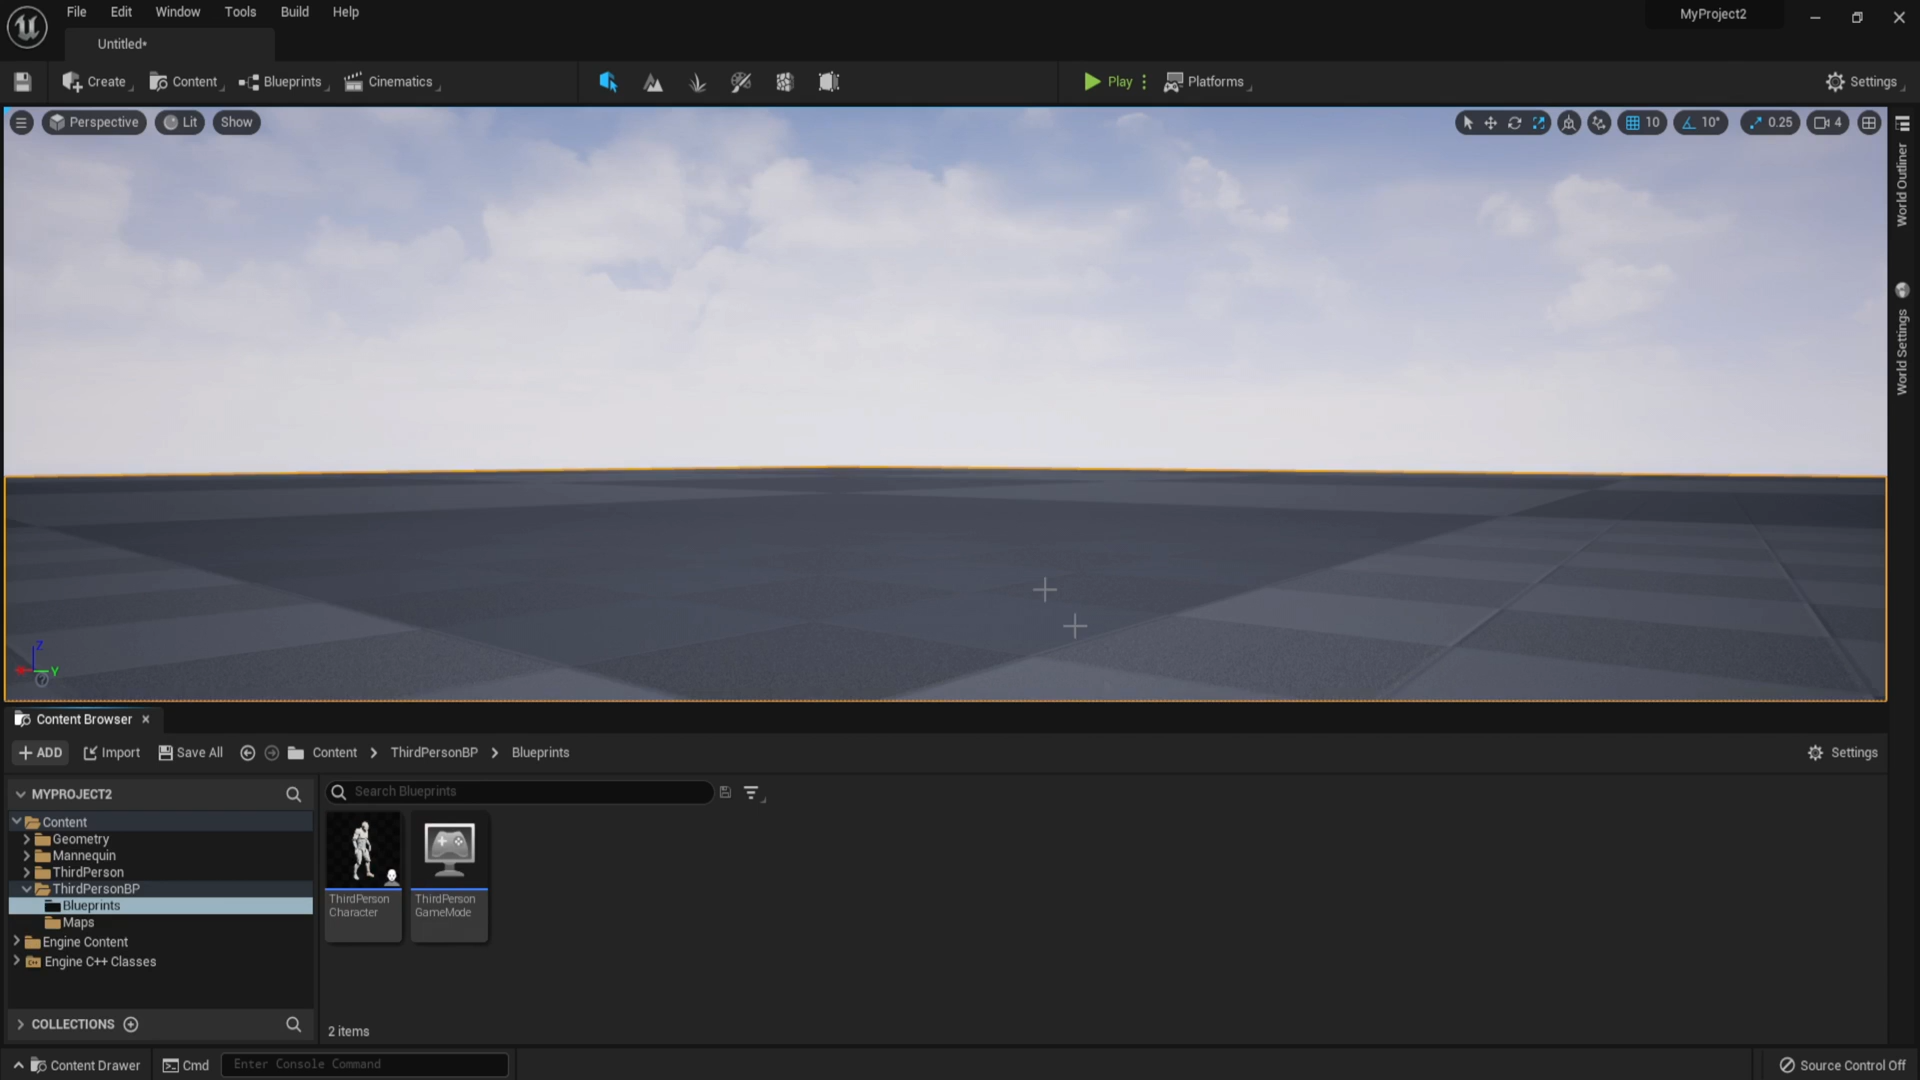 File Edit Window Tools Build Help
MyProject2
Untitled*
Create Content Blueprints Cinematics Play Platforms Settings
Perspective Lit Show 10 10° 0.25 4
World Outliner
World Settings
Z
Y
Content Browser
+ ADD Import Save All Content > ThirdPersonBP > Blueprints Settings
MYPROJECT2
Search Blueprints
Content
Geometry
Mannequin
ThirdPerson
ThirdPersonBP
Blueprints
Maps
Engine Content
Engine C++ Classes
ThirdPerson
Character
ThirdPerson
GameMode
COLLECTIONS
2 items
Content Drawer Cmd Enter Console Command Source Control Off